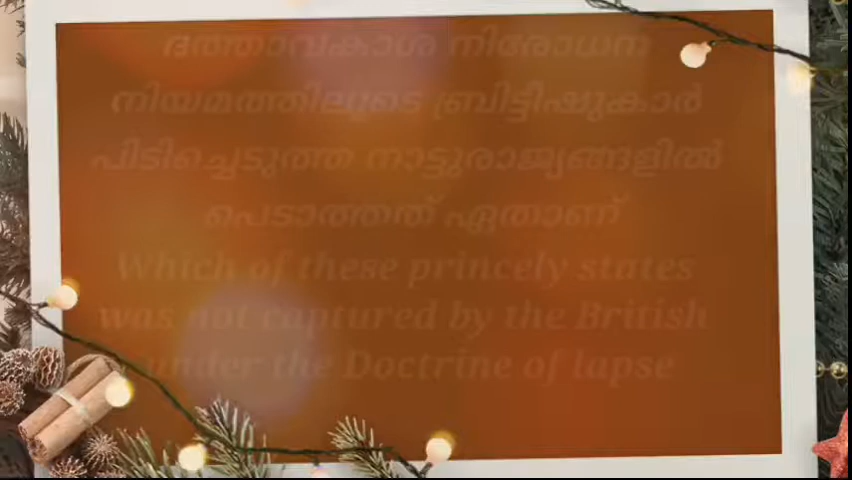 ദത്താവകാശ നിരോധന
നിയമത്തിലൂടെ ബ്രിട്ടീഷുകാർ
പിടിച്ചെടുത്ത നാട്ടുരാജ്യങ്ങളിൽ
പെടാത്തത് ഏതാണ്
Which of these princely states
was not captured by the British
under the Doctrine of lapse